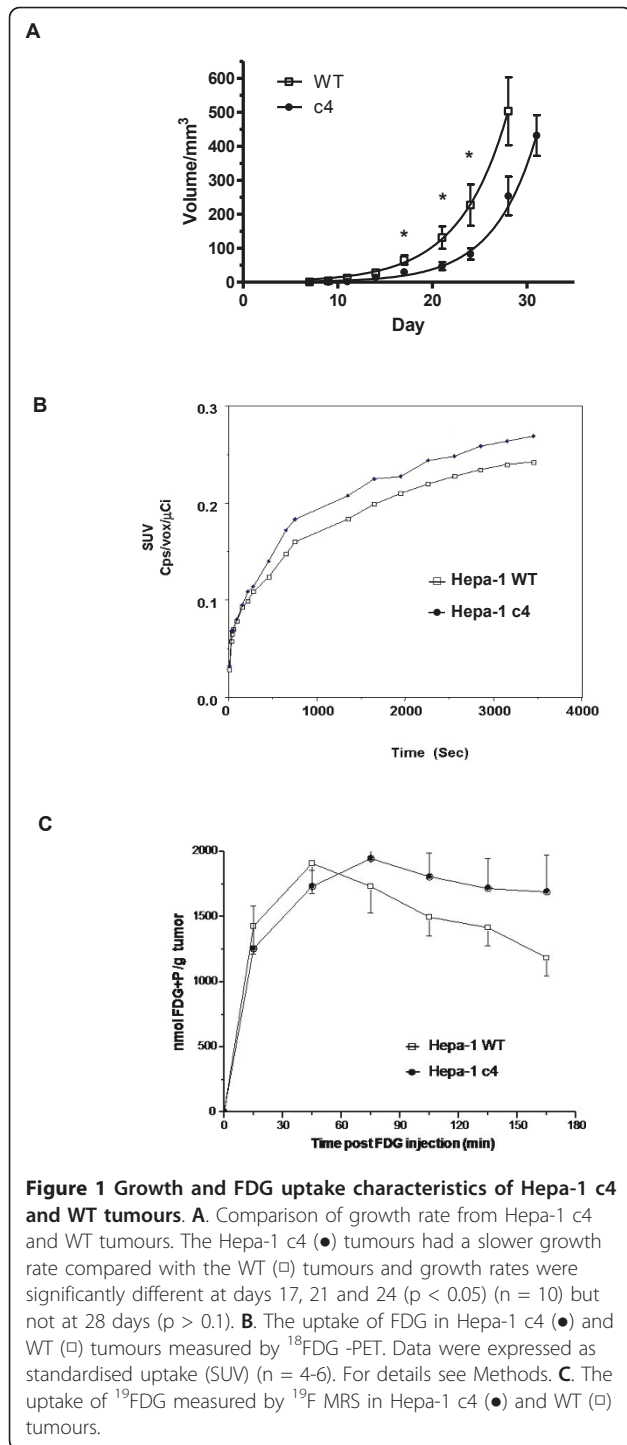 A
WT
c4
600
500
400
300
200
100
0
Volume/mm³
* * *
0 10 20 30
Day
B
0.3
0.2
0.1
0.0
SUV
Cps/vox/µCi
Hepa-1 WT
Hepa-1 c4
0 1000 2000 3000 4000
Time (Sec)
C
2000
1500
1000
500
0
nmol FDG+P /g tumor
Hepa-1 WT
Hepa-1 c4
0 30 60 90 120 150 180
Time post FDG injection (min)
Figure 1 Growth and FDG uptake characteristics of Hepa-1 c4
and WT tumours. A. Comparison of growth rate from Hepa-1 c4
and WT tumours. The Hepa-1 c4 (●) tumours had a slower growth
rate compared with the WT (□) tumours and growth rates were
significantly different at days 17, 21 and 24 (p < 0.05) (n = 10) but
not at 28 days (p > 0.1). B. The uptake of FDG in Hepa-1 c4 (●) and
WT (□) tumours measured by ¹⁸FDG -PET. Data were expressed as
standardised uptake (SUV) (n = 4-6). For details see Methods. C. The
uptake of ¹⁹FDG measured by ¹⁹F MRS in Hepa-1 c4 (●) and WT (□)
tumours.